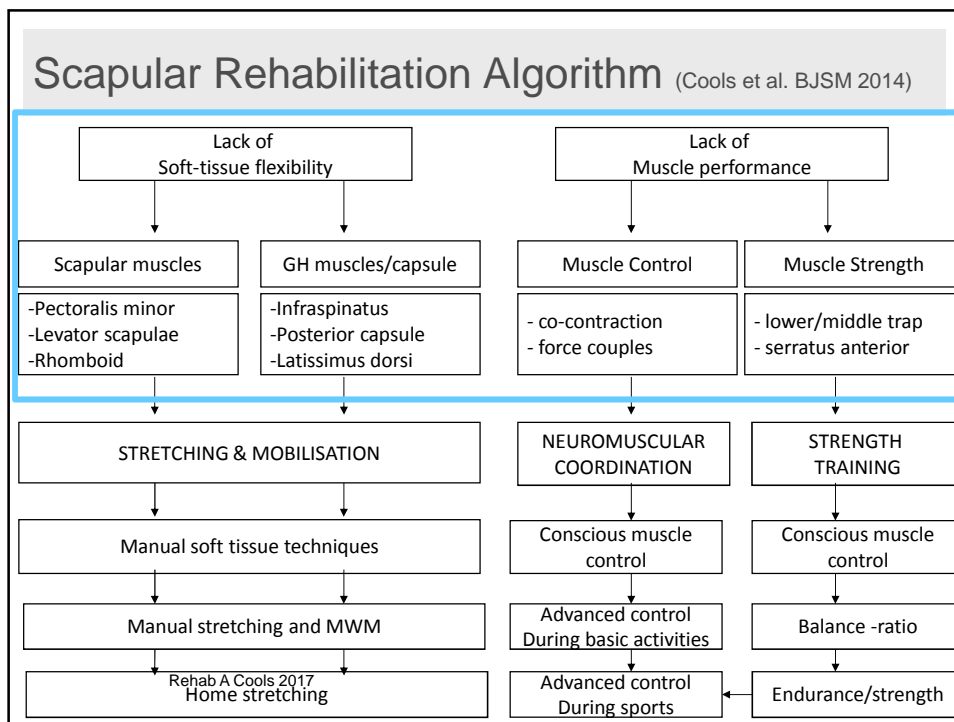 Scapular Rehabilitation Algorithm (Cools et al. BJSM 2014)
Lack of
Soft-tissue flexibility
Lack of
Muscle performance
Scapular muscles
GH muscles/capsule
Muscle Control
Muscle Strength
-Pectoralis minor
-Levator scapulae
-Rhomboid
-Infraspinatus
-Posterior capsule
-Latissimus dorsi
- co-contraction
- force couples
- lower/middle trap
- serratus anterior
STRETCHING & MOBILISATION
NEUROMUSCULAR
COORDINATION
STRENGTH
TRAINING
Manual soft tissue techniques
Conscious muscle
control
Conscious muscle
control
Manual stretching and MWM
Advanced control
During basic activities
Balance -ratio
Rehab A Cools 2017
Home stretching
Advanced control
During sports
Endurance/strength